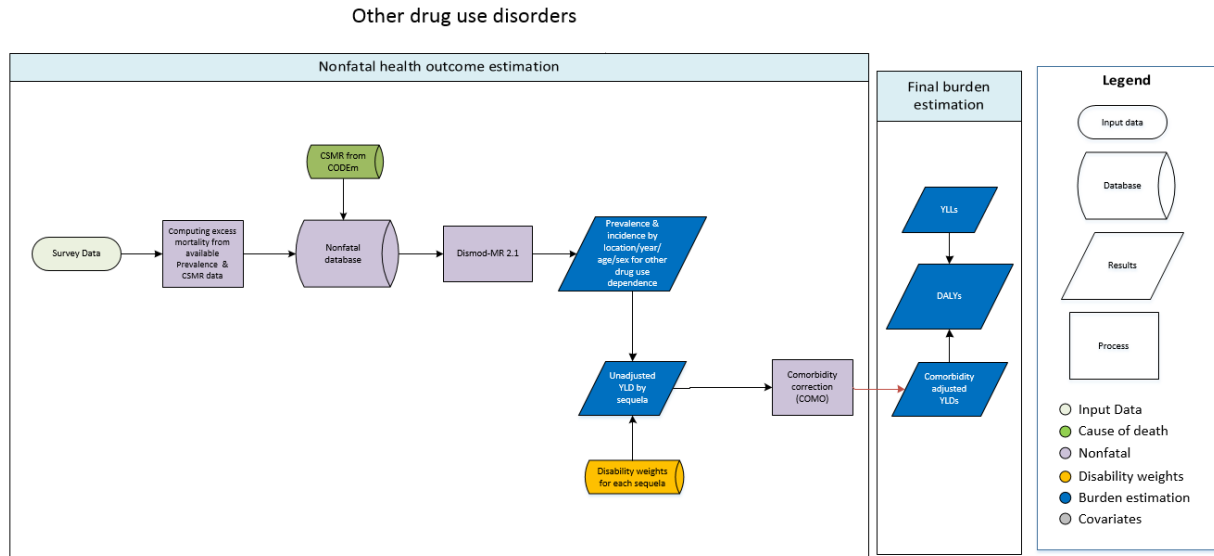 Other drug use disorders
Nonfatal health outcome estimation
CSMR from
CODEm
Survey Data
Computing excess
mortality from
available
Prevalence &
CSMR data
Nonfatal
database
Dismod-MR 2.1
Prevalence &
incidence by
location/year/
age/sex for other
drug use
dependence
Unadjusted
YLD by
sequela
Disability weights
for each sequela
Comorbidity
correction
(COMO)
Final burden
estimation
YLLs
DALYs
Comorbidity
adjusted
YLDs
Legend
Input data
Database
Results
Process
Input Data
Cause of death
Nonfatal
Disability weights
Burden estimation
Covariates